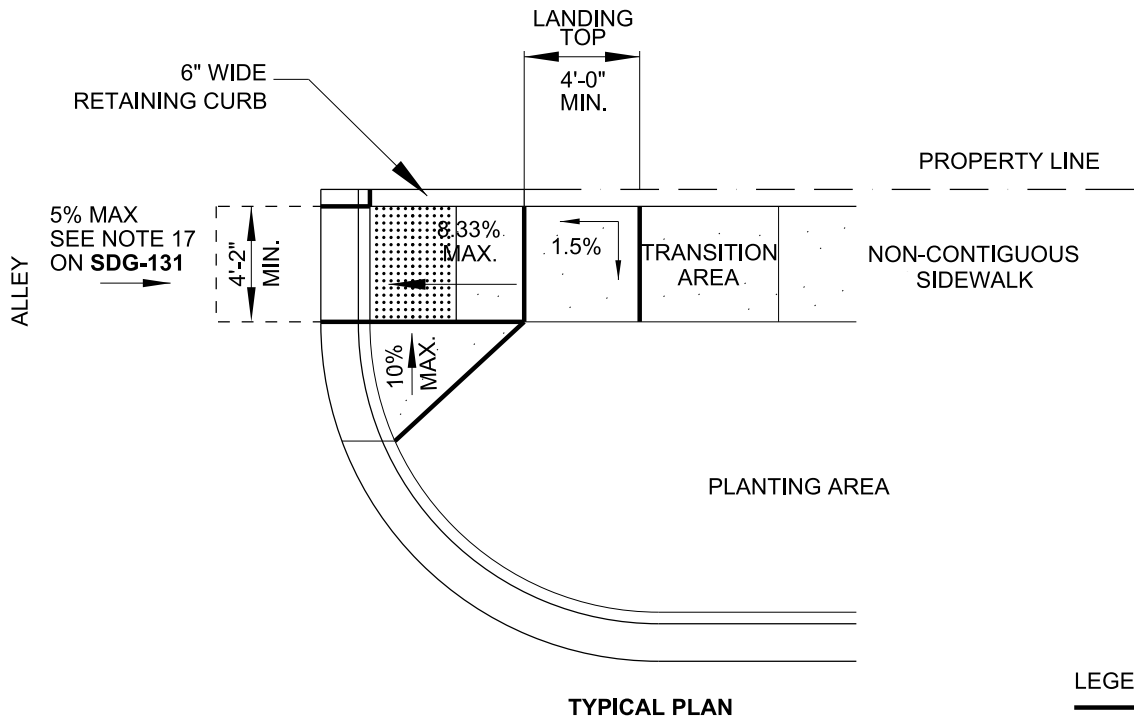 LANDING
TOP
4'-0"
MIN.
6" WIDE
RETAINING CURB
PROPERTY LINE
5% MAX
SEE NOTE 17
ON SDG-131
ALLEY
4'-2"
MIN.
8.33%
MAX.
1.5%
TRANSITION
AREA
NON-CONTIGUOUS
SIDEWALK
10%
MAX.
PLANTING AREA
TYPICAL PLAN
LEGE